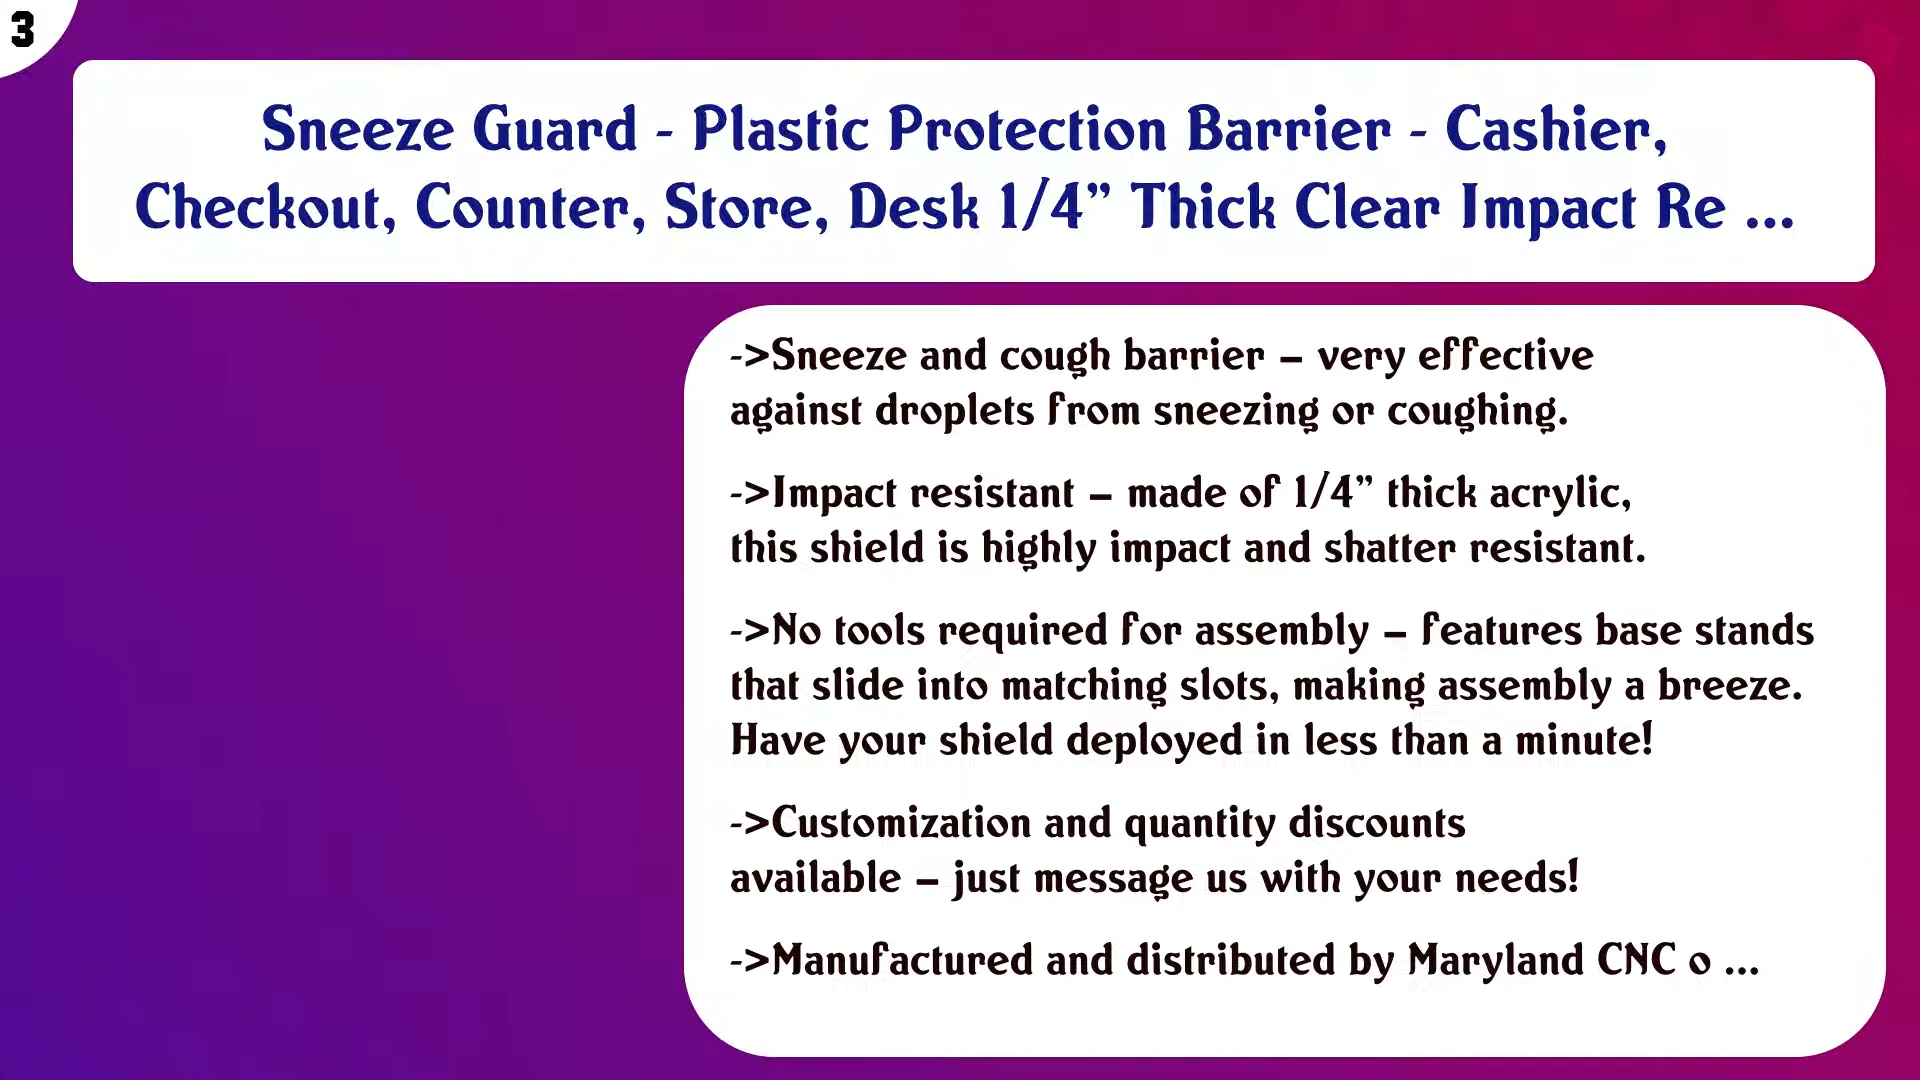 3
Sneeze Guard - Plastic Protection Barrier - Cashier,
Checkout, Counter, Store, Desk 1/4” Thick Clear Impact Re ...
->Sneeze and cough barrier – very effective
against droplets from sneezing or coughing.
->Impact resistant – made of 1/4” thick acrylic,
this shield is highly impact and shatter resistant.
->No tools required for assembly – features base stands
that slide into matching slots, making assembly a breeze.
Have your shield deployed in less than a minute!
->Customization and quantity discounts
available – just message us with your needs!
->Manufactured and distributed by Maryland CNC o ...